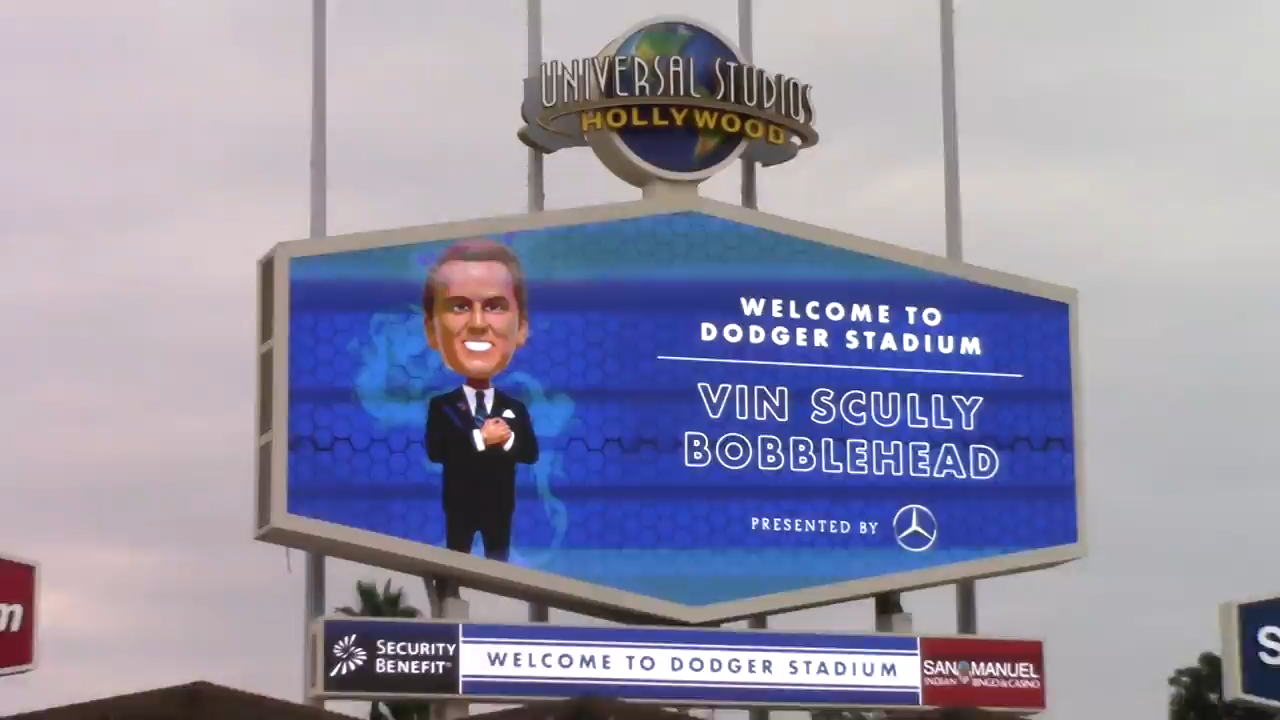 UNIVERSAL STUDIOS
HOLLYWOOD
WELCOME TO
DODGER STADIUM
VIN SCULLY
BOBBLEHEAD
PRESENTED BY
SECURITY
BENEFIT
WELCOME TO DODGER STADIUM
SAN MANUEL
INDIAN BINGO & CASINO
m
S